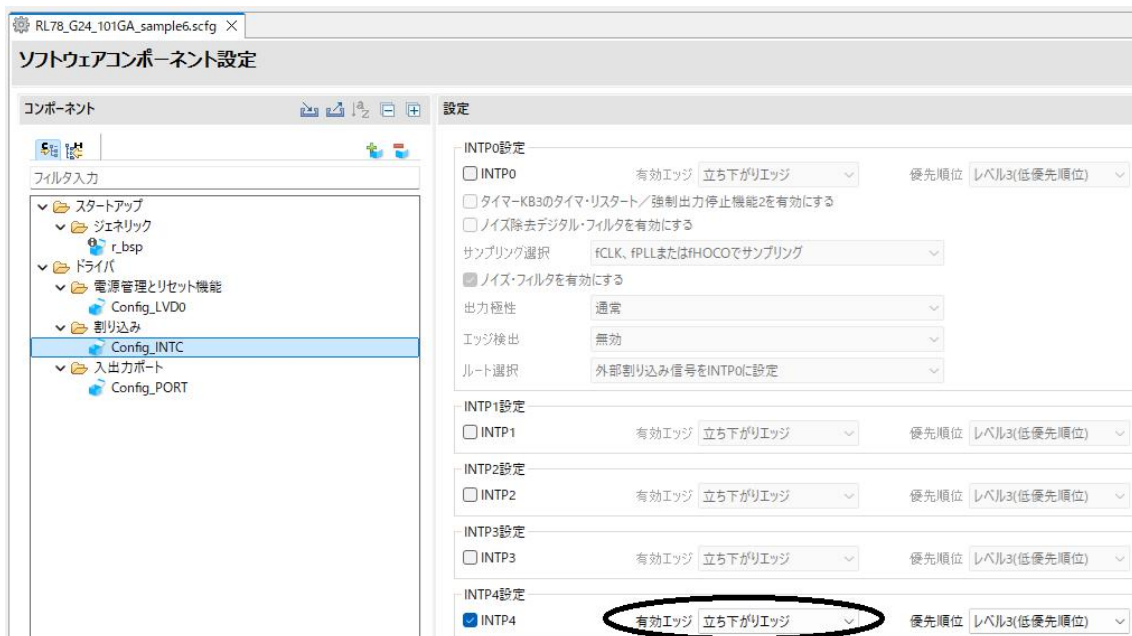 RL78_G24_101GA_sample6.scfg
ソフトウェアコンポーネント設定
コンポーネント
設定
フィルタ入力
スタートアップ
ジェネリック
r_bsp
ドライバ
電源管理とリセット機能
Config_LVD0
割り込み
Config_INTC
入出力ポート
Config_PORT
INTP0設定
INTP0 有効エッジ 立ち下がりエッジ 優先順位 レベル3(低優先順位)
タイマーKB3のタイマ・リスタート／強制出力停止機能2を有効にする
ノイズ除去デジタル・フィルタを有効にする
サンプリング選択 fCLK、fPLLまたはfHOCOでサンプリング
ノイズ・フィルタを有効にする
出力極性 通常
エッジ検出 無効
ルート選択 外部割り込み信号をINTP0に設定
INTP1設定
INTP1 有効エッジ 立ち下がりエッジ 優先順位 レベル3(低優先順位)
INTP2設定
INTP2 有効エッジ 立ち下がりエッジ 優先順位 レベル3(低優先順位)
INTP3設定
INTP3 有効エッジ 立ち下がりエッジ 優先順位 レベル3(低優先順位)
INTP4設定
INTP4 有効エッジ 立ち下がりエッジ 優先順位 レベル3(低優先順位)